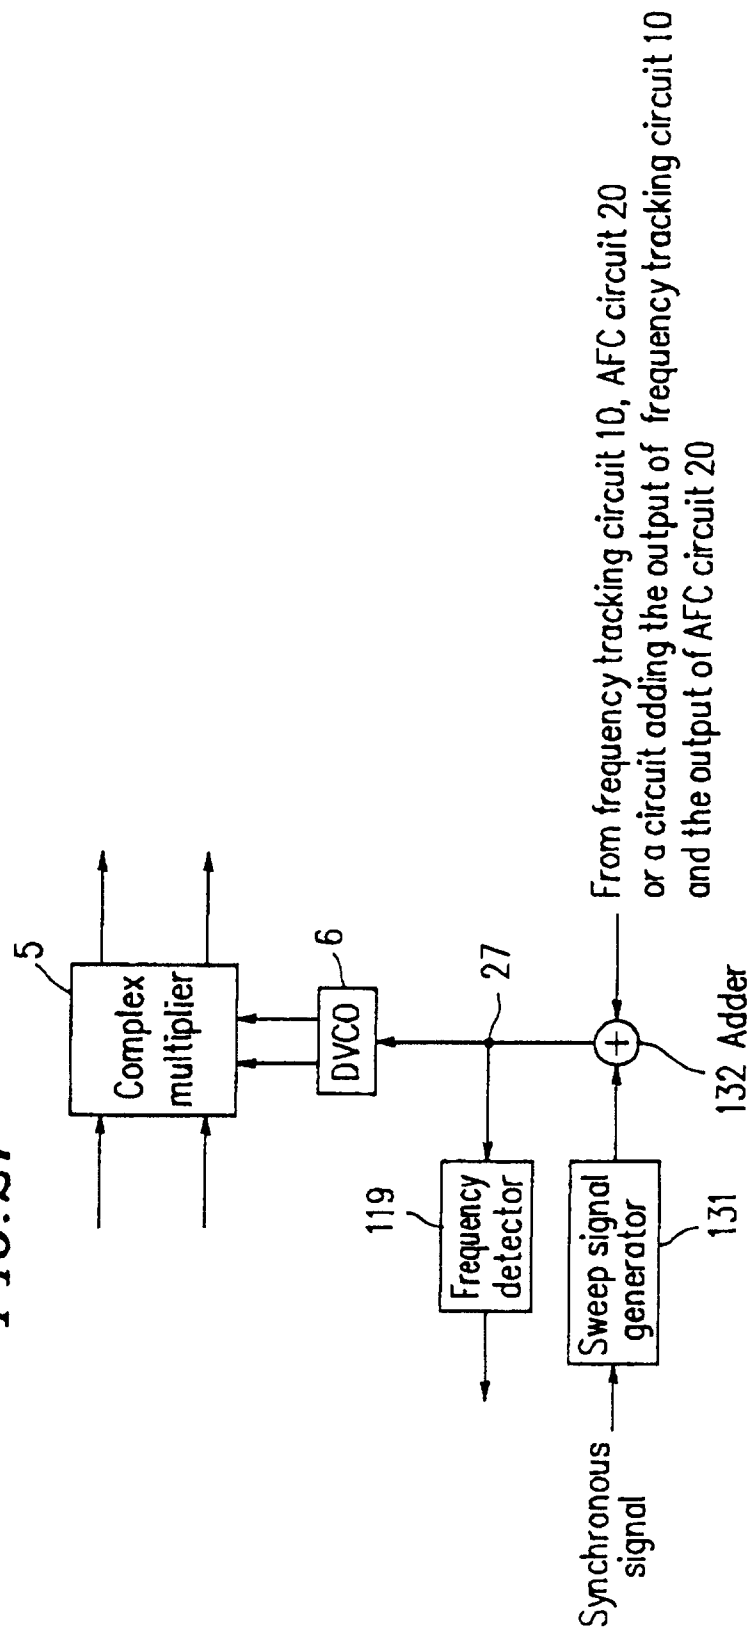 5
Complex
multiplier
6
DVCO
27
119
Frequency
detector
Sweep signal
generator
131
Synchronous
signal
132 Adder
From frequency tracking circuit 10, AFC circuit 20
or a circuit adding the output of frequency tracking circuit 10
and the output of AFC circuit 20